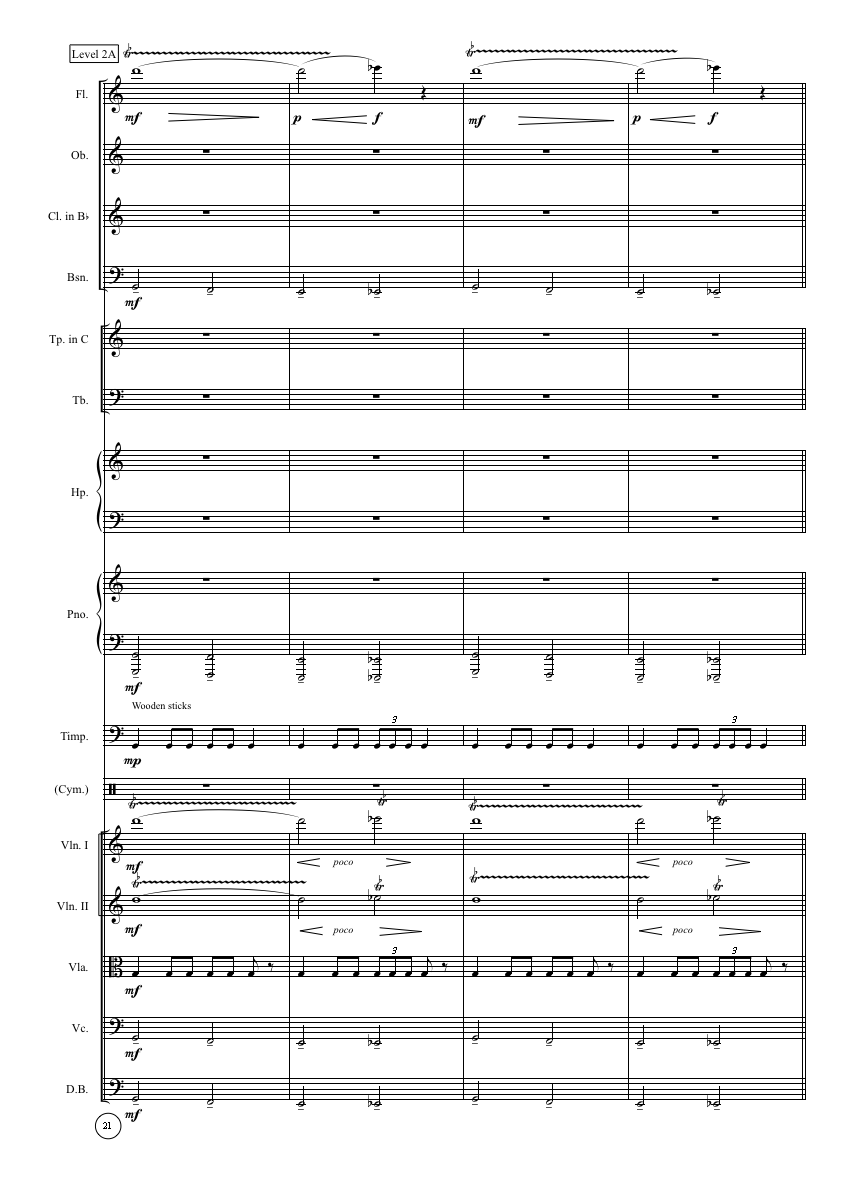 Level 2A
Fl.
mf p f mf p f
Ob.
Cl. in B♭
Bsn.
mf
Tp. in C
Tb.
Hp.
Pno.
mf
Wooden sticks
3 3
Timp.
mp
(Cym.)
Vln. I
mf poco poco
Vln. II
mf poco poco
3 3
Vla.
mf
Vc.
mf
D.B.
mf
21